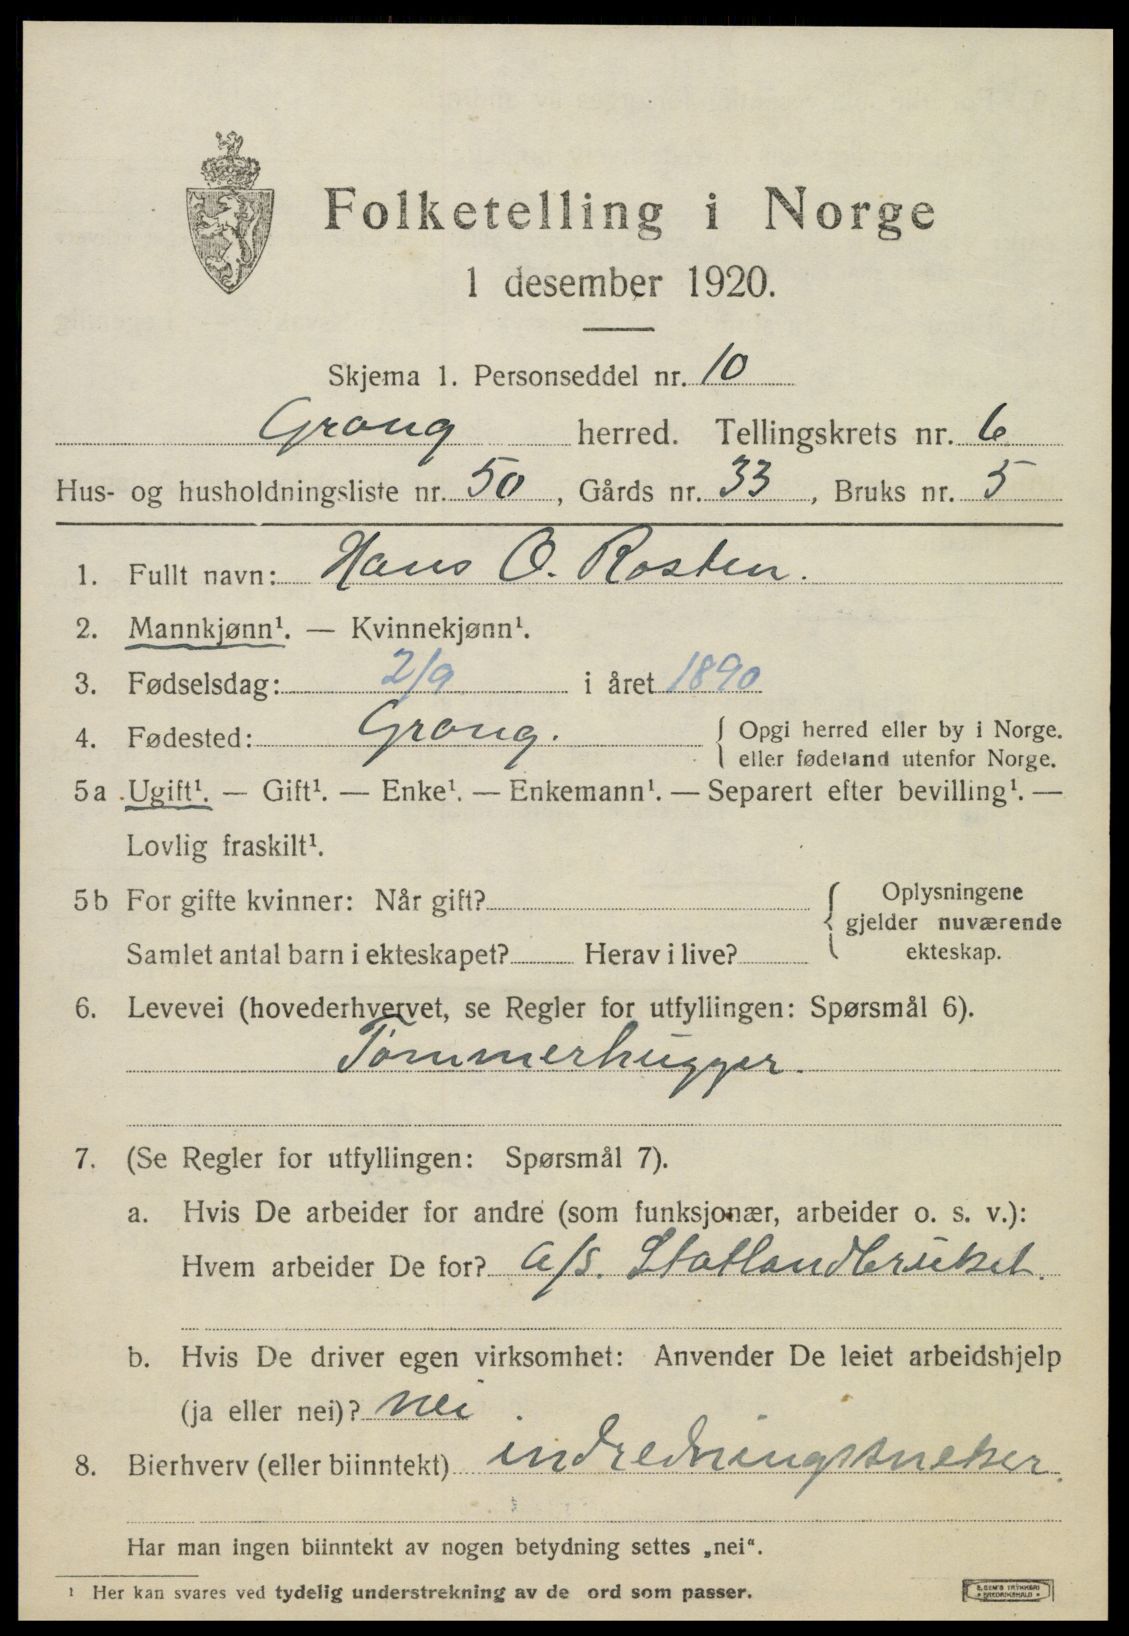 Folketelling i Norge
1 desember 1920.
Skjema 1. Personseddel nr. 10
Grong herred. Tellingskrets nr. 6
Hus- og husholdningsliste nr. 50, Gårds nr. 33, Bruks nr. 5
1. Fullt navn: Hans O. Rosten.
2. Mannkjønn¹. — Kvinnekjønn¹.
3. Fødselsdag: 2/9 i året 1890
4. Fødested: Grong. { Opgi herred eller by i Norge.
eller fødeland utenfor Norge.
5 a Ugift¹. — Gift¹. — Enke¹. — Enkemann¹. — Separert efter bevilling¹. —
Lovlig fraskilt¹.
5 b For gifte kvinner: Når gift? { Oplysningene
gjelder nuværende
Samlet antal barn i ekteskapet? Herav i live? ekteskap.
6. Levevei (hovederhvervet, se Regler for utfyllingen: Spørsmål 6).
Tømmerhugger.
7. (Se Regler for utfyllingen: Spørsmål 7).
a. Hvis De arbeider for andre (som funksjonær, arbeider o. s. v.):
Hvem arbeider De for? A/S. Statlandbruket.
b. Hvis De driver egen virksomhet: Anvender De leiet arbeidshjelp
(ja eller nei)? nei
8. Bierhverv (eller biinntekt) indredningssneker.
Har man ingen biinntekt av nogen betydning settes „nei“.
¹ Her kan svares ved tydelig understrekning av de ord som passer.
E. SEM'S TRYKKERI
FREDRIKSHALD